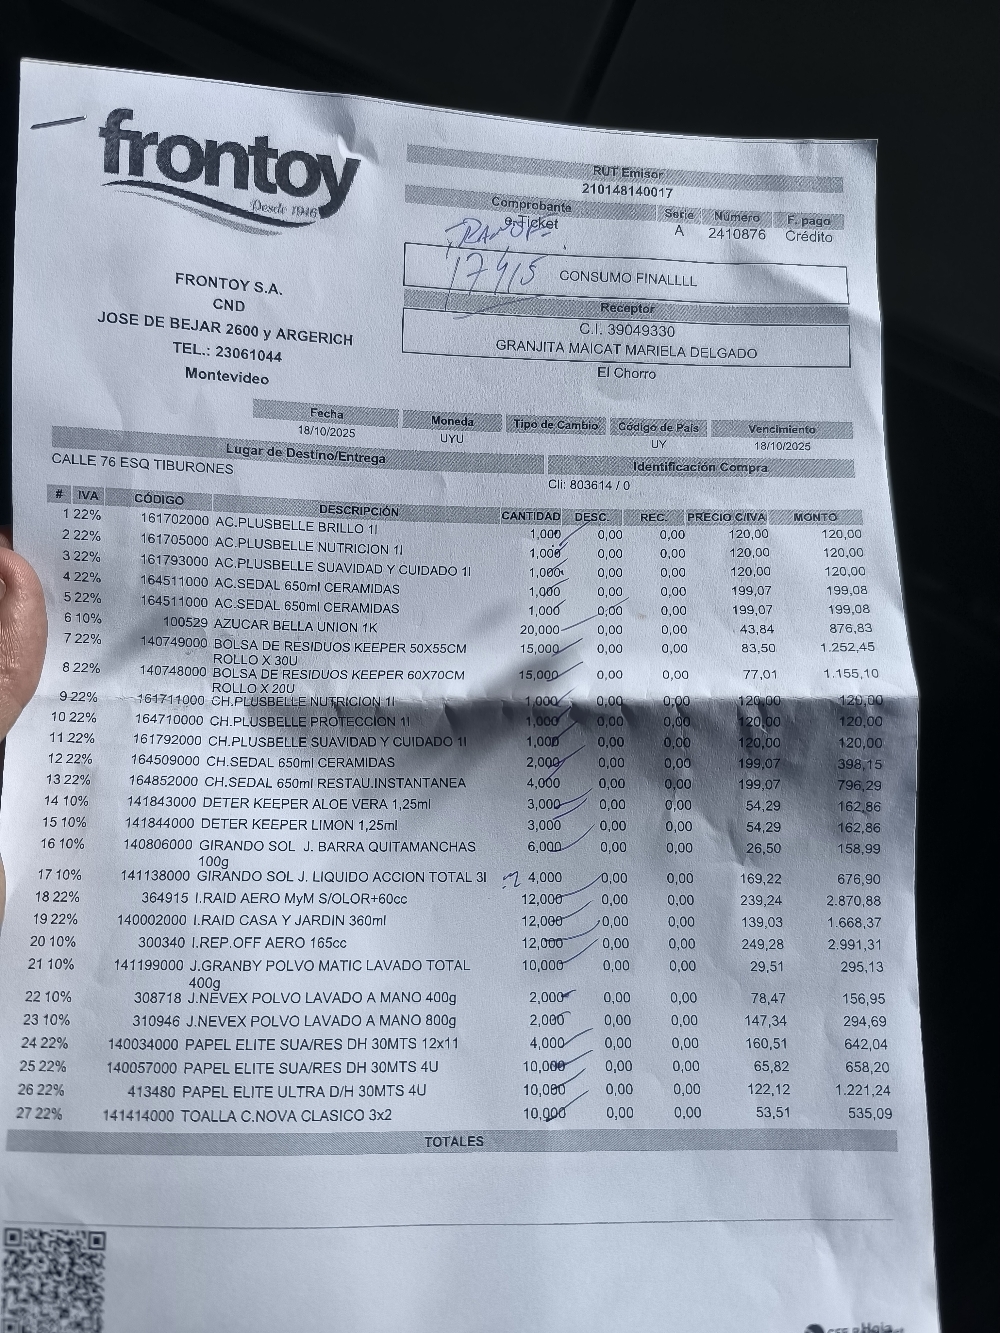 frontoy
Desde 1946
RUT Emisor
210148140017
Comprobante Serie Número F. pago
e-Ticket A 2410876 Crédito
TRANSF.
17415
CONSUMO FINALLLL
Receptor
C.I. 39049330
GRANJITA MAICAT MARIELA DELGADO
El Chorro
FRONTOY S.A.
CND
JOSE DE BEJAR 2600 y ARGERICH
TEL.: 23061044
Montevideo
Fecha Moneda Tipo de Cambio Código de País Vencimiento
18/10/2025 UYU UY 18/10/2025
Lugar de Destino/Entrega Identificación Compra
CALLE 76 ESQ TIBURONES Cli: 803614 / 0
# IVA CÓDIGO DESCRIPCIÓN CANTIDAD DESC. REC. PRECIO C/IVA MONTO
1 22% 161702000 AC.PLUSBELLE BRILLO 1l 1,000 0,00 0,00 120,00 120,00
2 22% 161705000 AC.PLUSBELLE NUTRICION 1l 1,000 0,00 0,00 120,00 120,00
3 22% 161793000 AC.PLUSBELLE SUAVIDAD Y CUIDADO 1l 1,000 0,00 0,00 120,00 120,00
4 22% 164511000 AC.SEDAL 650ml CERAMIDAS 1,000 0,00 0,00 199,07 199,08
5 22% 164511000 AC.SEDAL 650ml CERAMIDAS 1,000 0,00 0,00 199,07 199,08
6 10% 100529 AZUCAR BELLA UNION 1K 20,000 0,00 0,00 43,84 876,83
7 22% 140749000 BOLSA DE RESIDUOS KEEPER 50X55CM 15,000 0,00 0,00 83,50 1.252,45
ROLLO X 30U
8 22% 140748000 BOLSA DE RESIDUOS KEEPER 60X70CM 15,000 0,00 0,00 77,01 1.155,10
ROLLO X 20U
9 22% 161711000 CH.PLUSBELLE NUTRICION 1l 1,000 0,00 0,00 120,00 120,00
10 22% 164710000 CH.PLUSBELLE PROTECCION 1l 1,000 0,00 0,00 120,00 120,00
11 22% 161792000 CH.PLUSBELLE SUAVIDAD Y CUIDADO 1l 1,000 0,00 0,00 120,00 120,00
12 22% 164509000 CH.SEDAL 650ml CERAMIDAS 2,000 0,00 0,00 199,07 398,15
13 22% 164852000 CH.SEDAL 650ml RESTAU.INSTANTANEA 4,000 0,00 0,00 199,07 796,29
14 10% 141843000 DETER KEEPER ALOE VERA 1,25ml 3,000 0,00 0,00 54,29 162,86
15 10% 141844000 DETER KEEPER LIMON 1,25ml 3,000 0,00 0,00 54,29 162,86
16 10% 140806000 GIRANDO SOL J. BARRA QUITAMANCHAS 6,000 0,00 0,00 26,50 158,99
100g
17 10% 141138000 GIRANDO SOL J. LIQUIDO ACCION TOTAL 3l 4,000 0,00 0,00 169,22 676,90
18 22% 364915 I.RAID AERO MyM S/OLOR+60cc 12,000 0,00 0,00 239,24 2.870,88
19 22% 140002000 I.RAID CASA Y JARDIN 360ml 12,000 0,00 0,00 139,03 1.668,37
20 10% 300340 I.REP.OFF AERO 165cc 12,000 0,00 0,00 249,28 2.991,31
21 10% 141199000 J.GRANBY POLVO MATIC LAVADO TOTAL 10,000 0,00 0,00 29,51 295,13
400g
22 10% 308718 J.NEVEX POLVO LAVADO A MANO 400g 2,000 0,00 0,00 78,47 156,95
23 10% 310946 J.NEVEX POLVO LAVADO A MANO 800g 2,000 0,00 0,00 147,34 294,69
24 22% 140034000 PAPEL ELITE SUA/RES DH 30MTS 12x11 4,000 0,00 0,00 160,51 642,04
25 22% 140057000 PAPEL ELITE SUA/RES DH 30MTS 4U 10,000 0,00 0,00 65,82 658,20
26 22% 413480 PAPEL ELITE ULTRA D/H 30MTS 4U 10,000 0,00 0,00 122,12 1.221,24
27 22% 141414000 TOALLA C.NOVA CLASICO 3x2 10,000 0,00 0,00 53,51 535,09
TOTALES